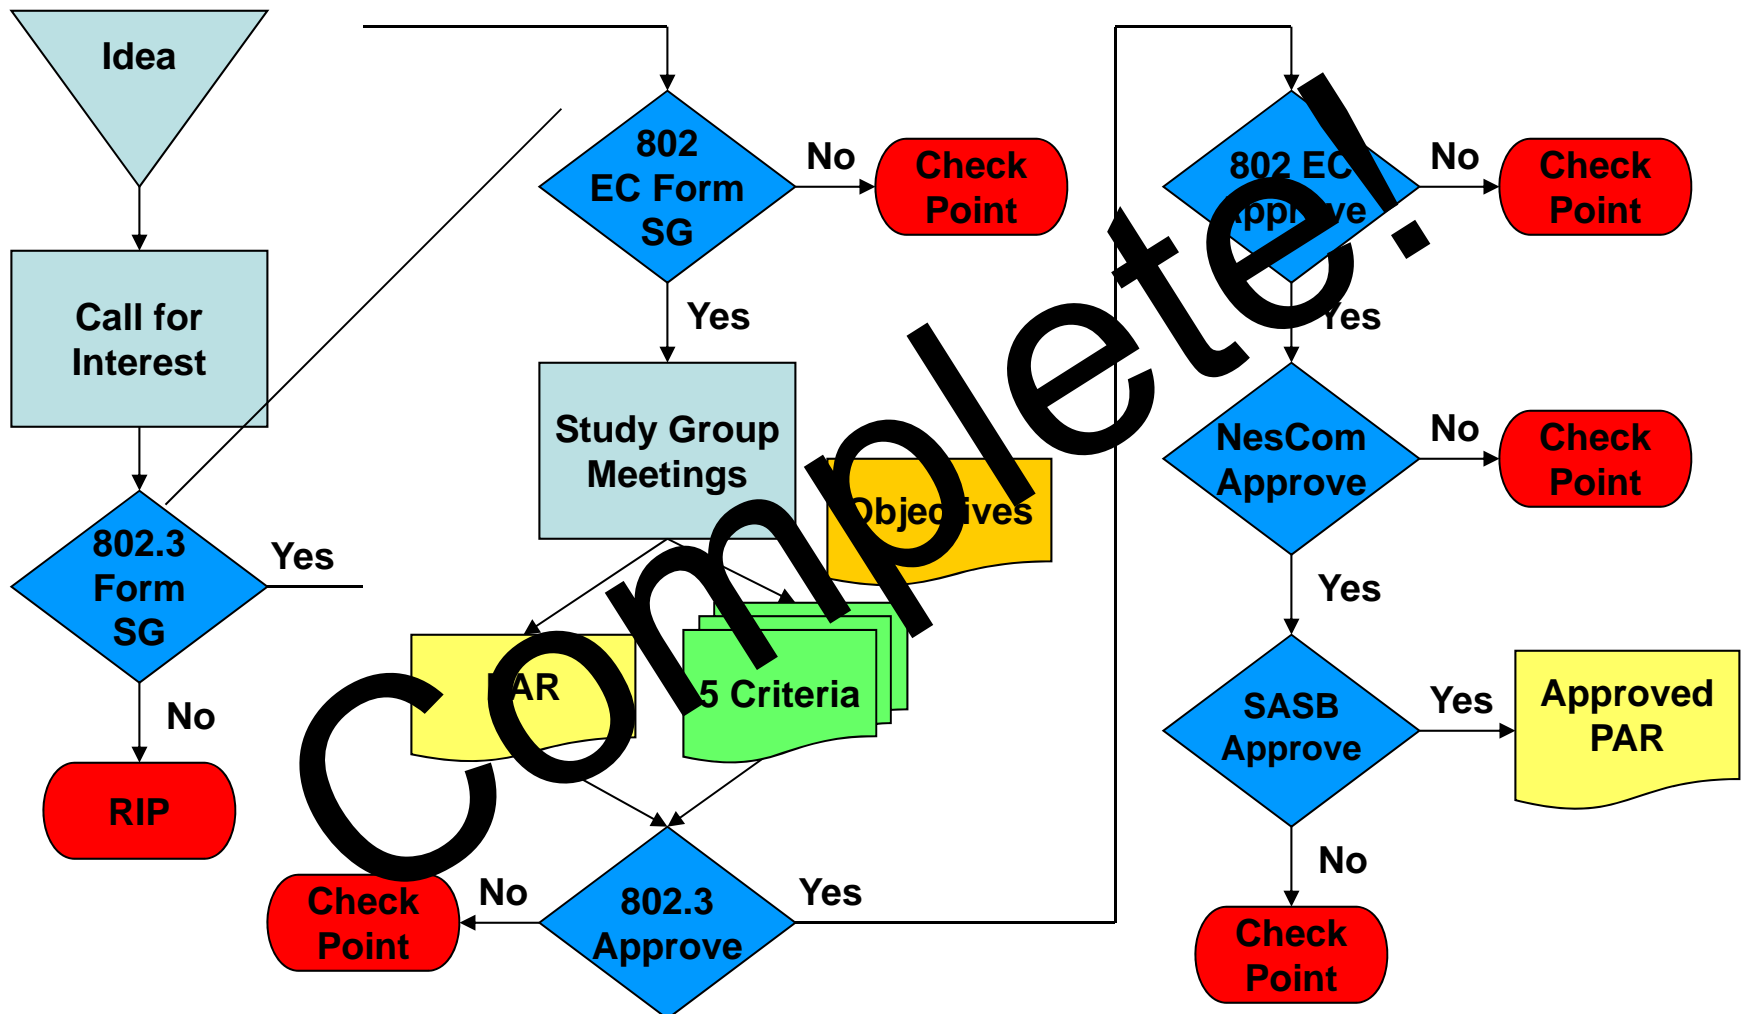 Idea
Call for
Interest
802.3
Form
SG
Yes
No
RIP
802
EC Form
SG
No
Check
Point
Yes
Study Group
Meetings
Objectives
PAR
5 Criteria
802.3
Approve
No
Check
Point
Yes
802 EC
Approve
No
Check
Point
Yes
NesCom
Approve
No
Check
Point
Yes
SASB
Approve
Yes
Approved
PAR
No
Check
Point
Complete!